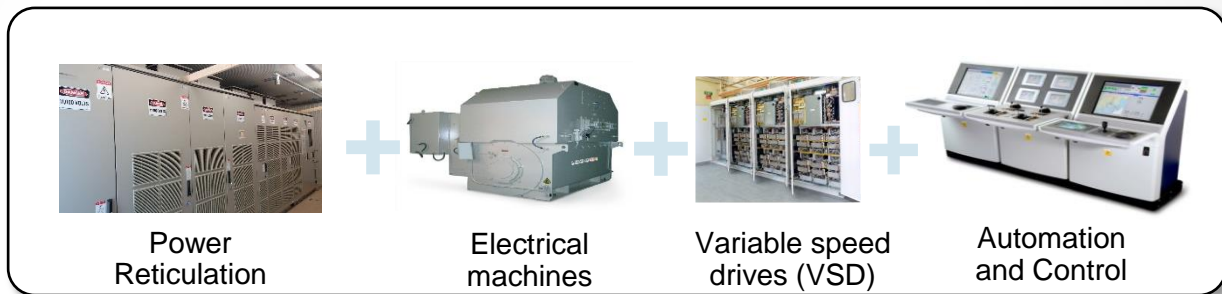 Power
Reticulation
Electrical
machines
Variable speed
drives (VSD)
Automation
and Control